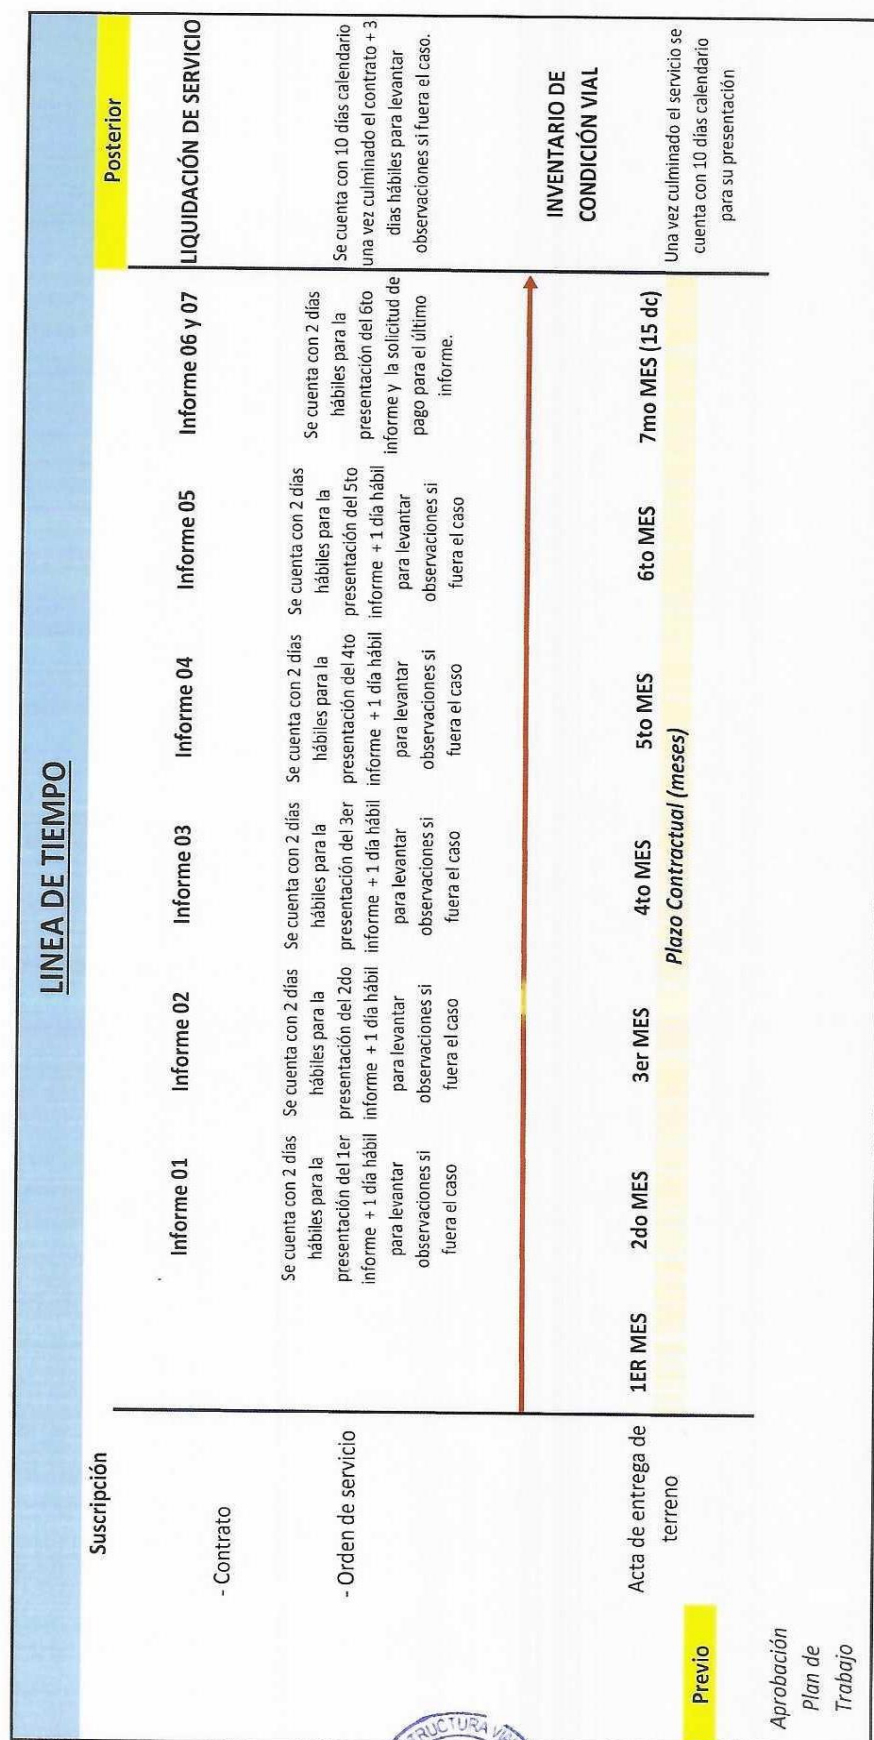 LINEA DE TIEMPO
Suscripción
- Contrato
- Orden de servicio
Acta de entrega de
terreno
Previo
Aprobación
Plan de
Trabajo
Informe 01
Se cuenta con 2 días
hábiles para la
presentación del 1er
informe + 1 día hábil
para levantar
observaciones si
fuera el caso
Informe 02
Se cuenta con 2 días
hábiles para la
presentación del 2do
informe + 1 día hábil
para levantar
observaciones si
fuera el caso
Informe 03
Se cuenta con 2 días
hábiles para la
presentación del 3er
informe + 1 día hábil
para levantar
observaciones si
fuera el caso
Informe 04
Se cuenta con 2 días
hábiles para la
presentación del 4to
informe + 1 día hábil
para levantar
observaciones si
fuera el caso
Informe 05
Se cuenta con 2 días
hábiles para la
presentación del 5to
informe + 1 día hábil
para levantar
observaciones si
fuera el caso
Informe 06 y 07
Se cuenta con 2 días
hábiles para la
presentación del 6to
informe y la solicitud de
pago para el último
informe.
1ER MES
2do MES
3er MES
4to MES
5to MES
6to MES
7mo MES (15 dc)
Plazo Contractual (meses)
Posterior
LIQUIDACIÓN DE SERVICIO
Se cuenta con 10 días calendario
una vez culminado el contrato + 3
días hábiles para levantar
observaciones si fuera el caso.
INVENTARIO DE
CONDICIÓN VIAL
Una vez culminado el servicio se
cuenta con 10 días calendario
para su presentación